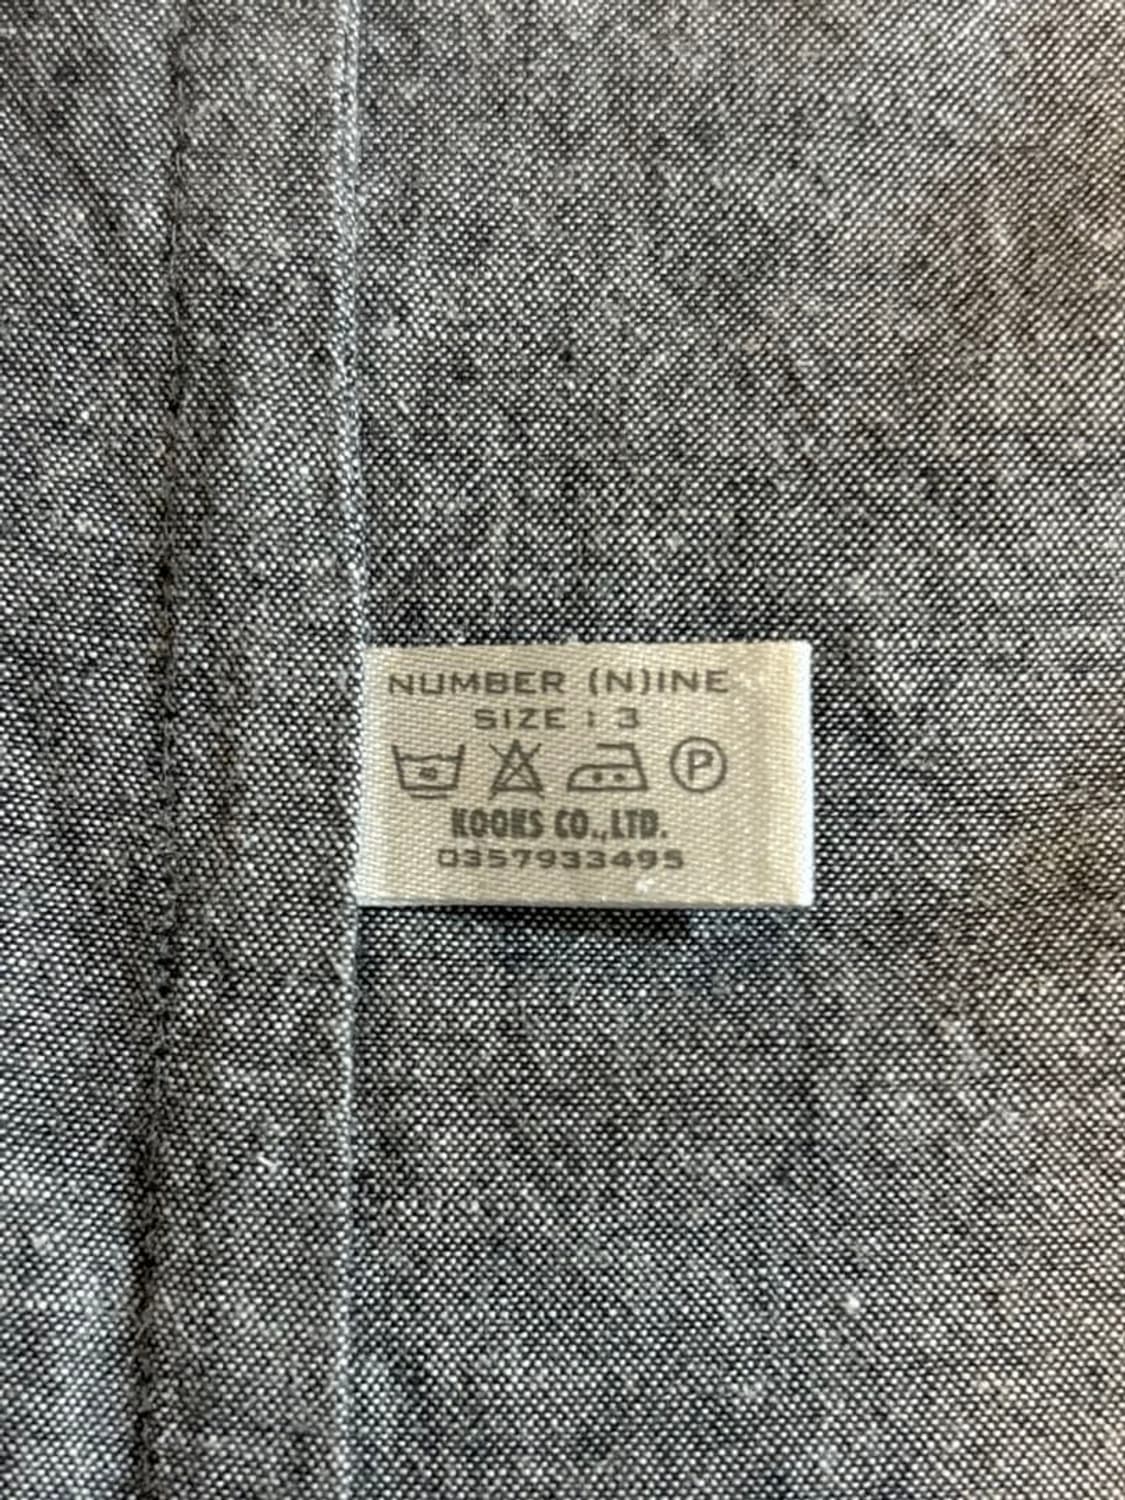 NUMBER (N)INE
SIZE : 3
P
KOOKS CO.,LTD.
0357933495